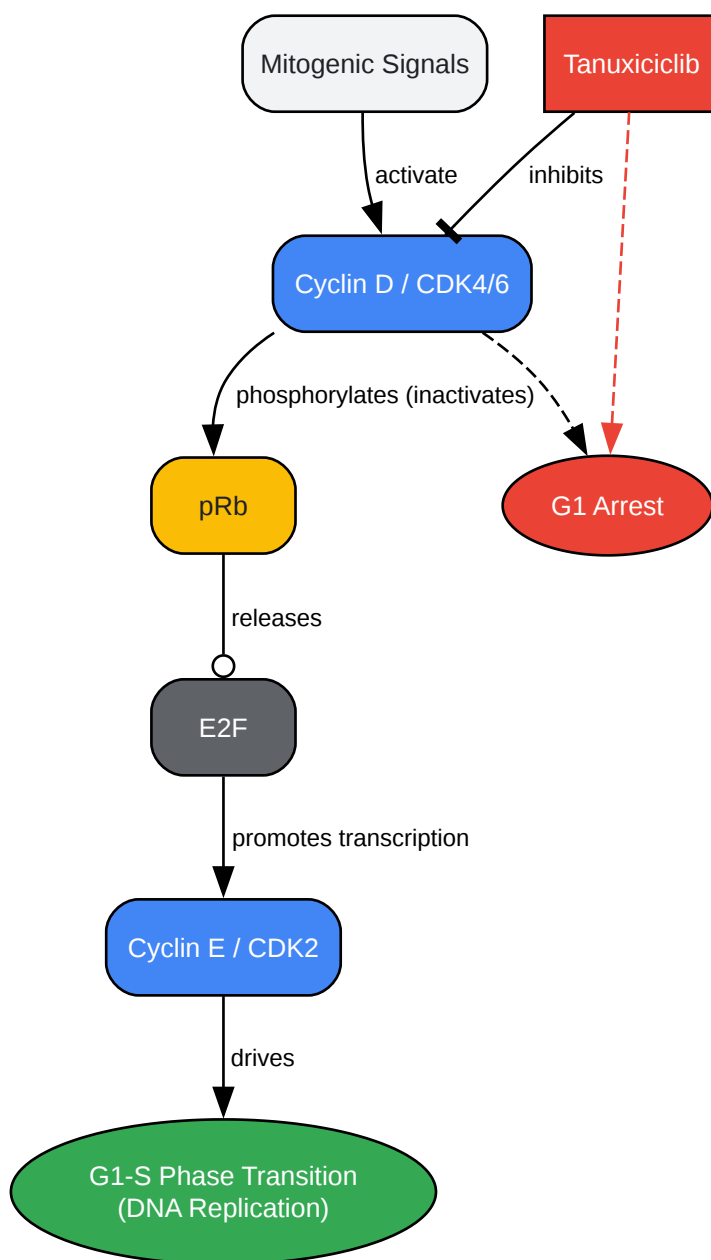 Mitogenic Signals
Tanuxiciclib
activate
inhibits
Cyclin D / CDK4/6
phosphorylates (inactivates)
pRb
G1 Arrest
releases
E2F
promotes transcription
Cyclin E / CDK2
drives
G1-S Phase Transition
(DNA Replication)